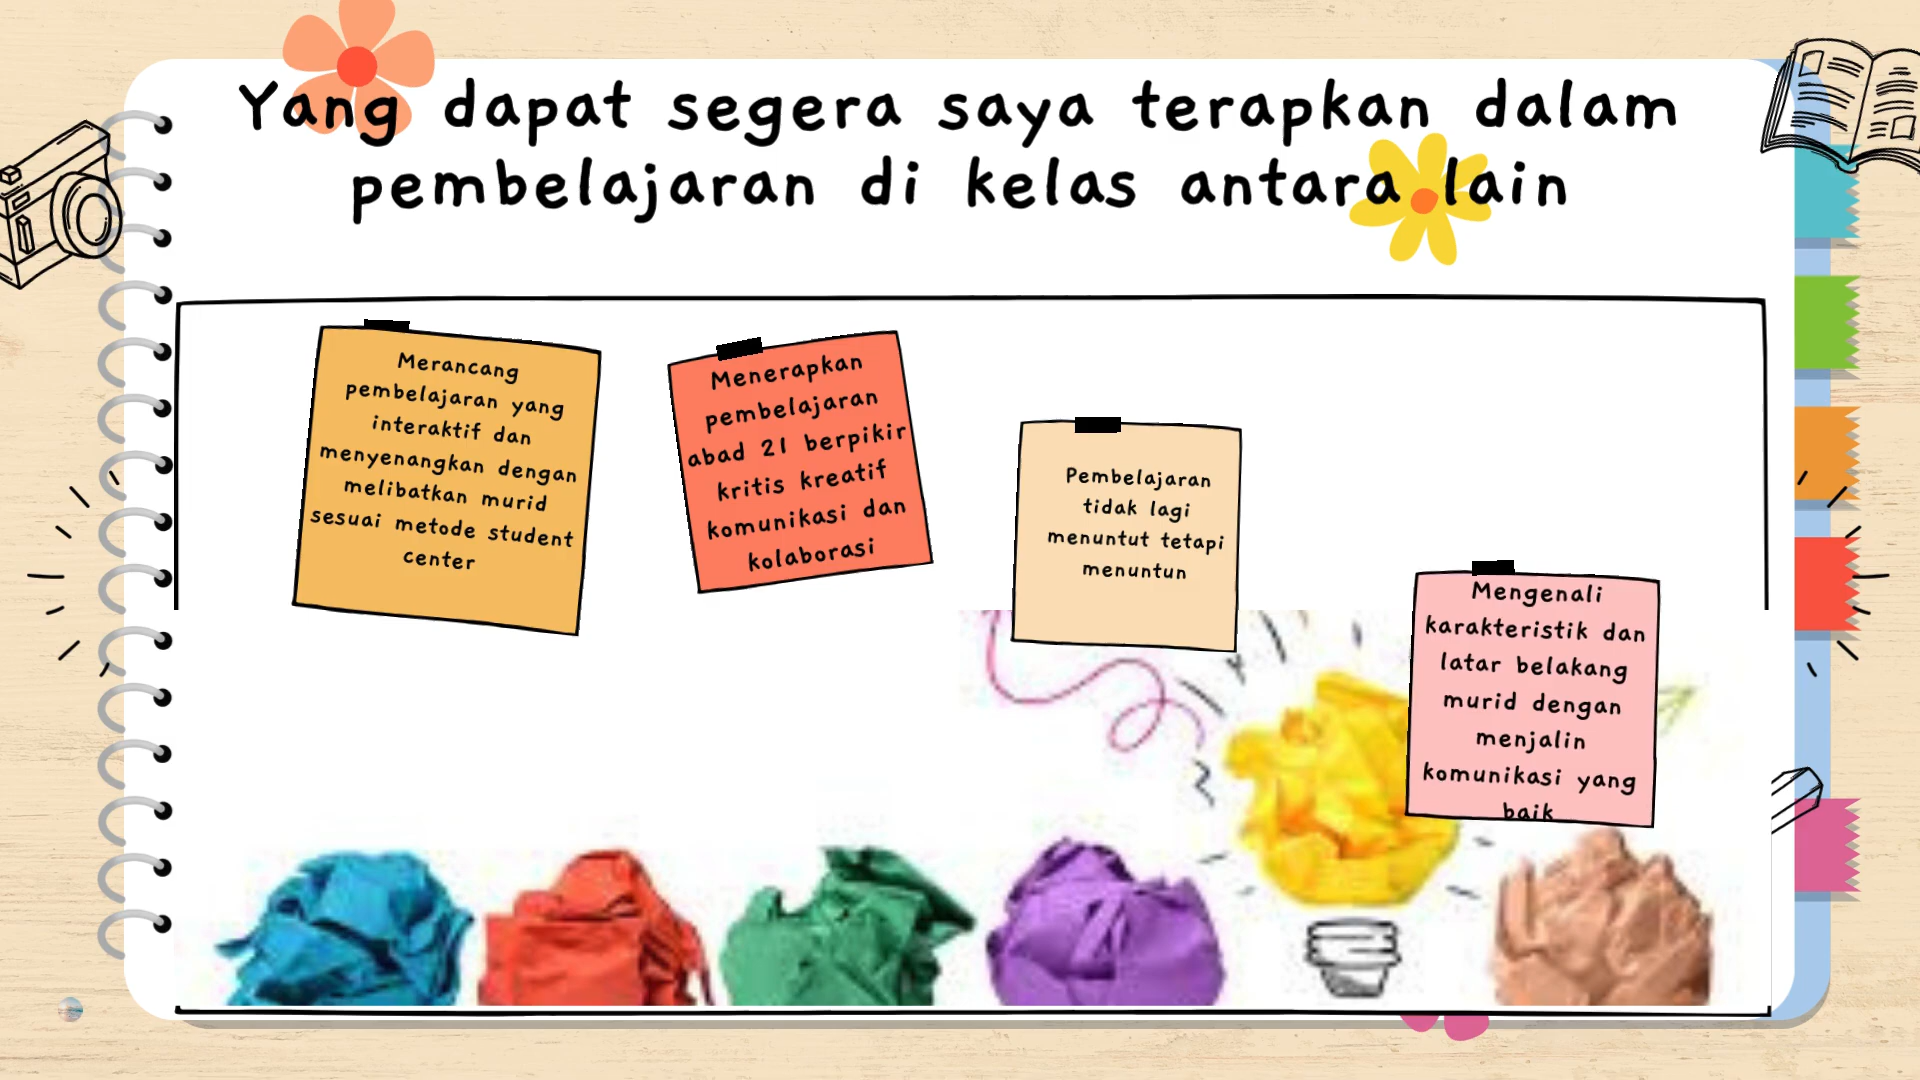 Yang dapat segera saya terapkan dalam
pembelajaran di kelas antara lain
Merancang
pembelajaran yang
interaktif dan
menyenangkan dengan
melibatkan murid
sesuai metode student
center
Menerapkan
pembelajaran
abad 21 berpikir
kritis kreatif
komunikasi dan
kolaborasi
Pembelajaran
tidak lagi
menuntut tetapi
menuntun
Mengenali
karakteristik dan
latar belakang
murid dengan
menjalin
komunikasi yang
baik